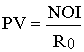 PV = NOI / R₀